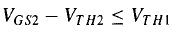 V_{GS2} − V_{TH2} ≤ V_{TH1}